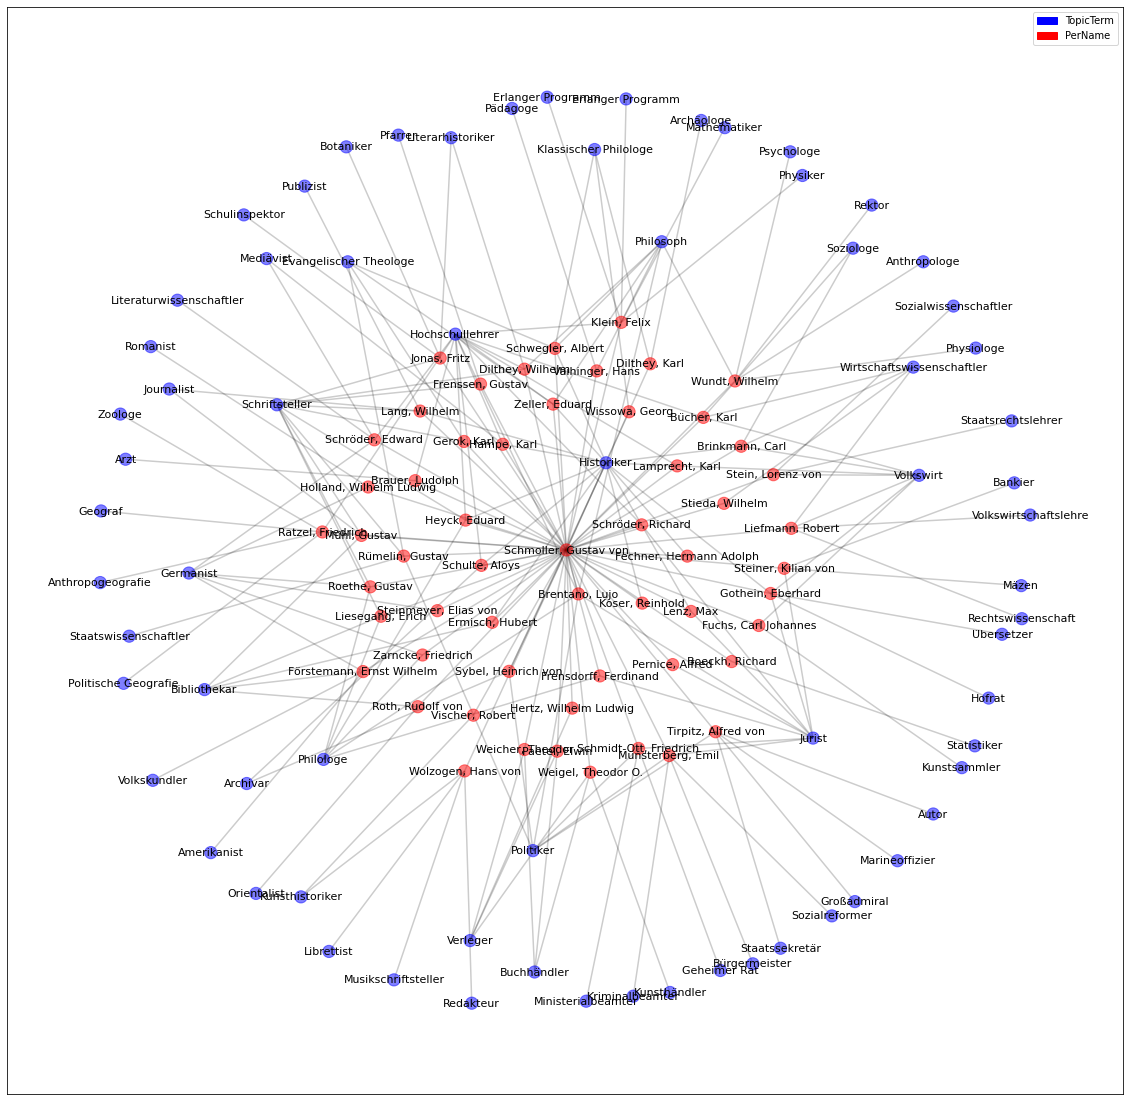 TopicTerm
PerName
Erlanger Programm
Erlanger Programm
Pädagoge
Archäologe
Mathematiker
Pfarrer
Literarhistoriker
Botaniker
Klassischer Philologe
Psychologe
Physiker
Publizist
Rektor
Schulinspektor
Philosoph
Soziologe
Mediävist
Evangelischer Theologe
Anthropologe
Literaturwissenschaftler
Sozialwissenschaftler
Klein, Felix
Hochschullehrer
Romanist
Schwegler, Albert
Physiologe
Jonas, Fritz
Dilthey, Karl
Dilthey, Wilhelm
Vaihinger, Hans
Wirtschaftswissenschaftler
Frenssen, Gustav
Wundt, Wilhelm
Journalist
Schriftsteller
Zeller, Eduard
Lang, Wilhelm
Wissowa, Georg
Zoologe
Bücher, Karl
Staatsrechtslehrer
Schröder, Edward
Gerok, Karl
Hampe, Karl
Brinkmann, Carl
Arzt
Historiker
Lamprecht, Karl
Stein, Lorenz von
Volkswirt
Brauer, Ludolph
Holland, Wilhelm Ludwig
Bankier
Stieda, Wilhelm
Geograf
Volkswirtschaftslehre
Heyck, Eduard
Schröder, Richard
Liefmann, Robert
Ratzel, Friedrich
Mühl, Gustav
Schmoller, Gustav von
Rümelin, Gustav
Fechner, Hermann Adolph
Schulte, Aloys
Steiner, Kilian von
Germanist
Anthropogeografie
Roethe, Gustav
Mäzen
Brentano, Lujo
Gothein, Eberhard
Köser, Reinhold
Steinmeyer, Elias von
Lenz, Max
Liesegang, Erich
Rechtswissenschaft
Ermisch, Hubert
Fuchs, Carl Johannes
Übersetzer
Staatswissenschaftler
Zarncke, Friedrich
Boeckh, Richard
Pernice, Alfred
Förstemann, Ernst Wilhelm
Sybel, Heinrich von
Frensdorff, Ferdinand
Politische Geografie
Bibliothekar
Hofrat
Roth, Rudolf von
Hertz, Wilhelm Ludwig
Vischer, Robert
Tirpitz, Alfred von
Jurist
Statistiker
Weicher, Theodor
Paetel, Elwin
Schmidt-Ott, Friedrich
Münsterberg, Emil
Philologe
Kunstsammler
Wolzogen, Hans von
Weigel, Theodor O.
Volkskundler
Archivar
Autor
Politiker
Amerikanist
Marineoffizier
Orientalist
Kunsthistoriker
Großadmiral
Sozialreformer
Verleger
Staatssekretär
Librettist
Bürgermeister
Geheimer Rat
Buchhändler
Musikschriftsteller
Kunsthändler
Kriminalbeamter
Ministerialbeamter
Redakteur